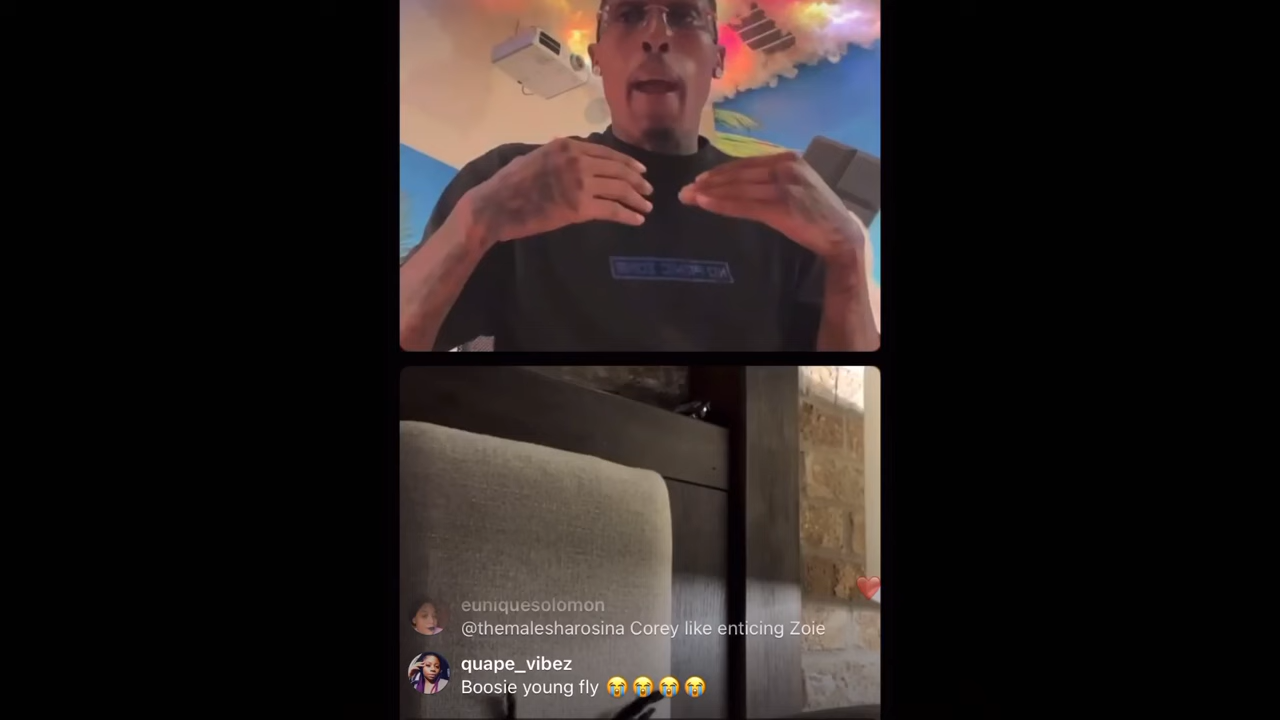 euniquesolomon
@themalesharosina Corey like enticing Zoie
quape_vibez
Boosie young fly 😭😭😭😭